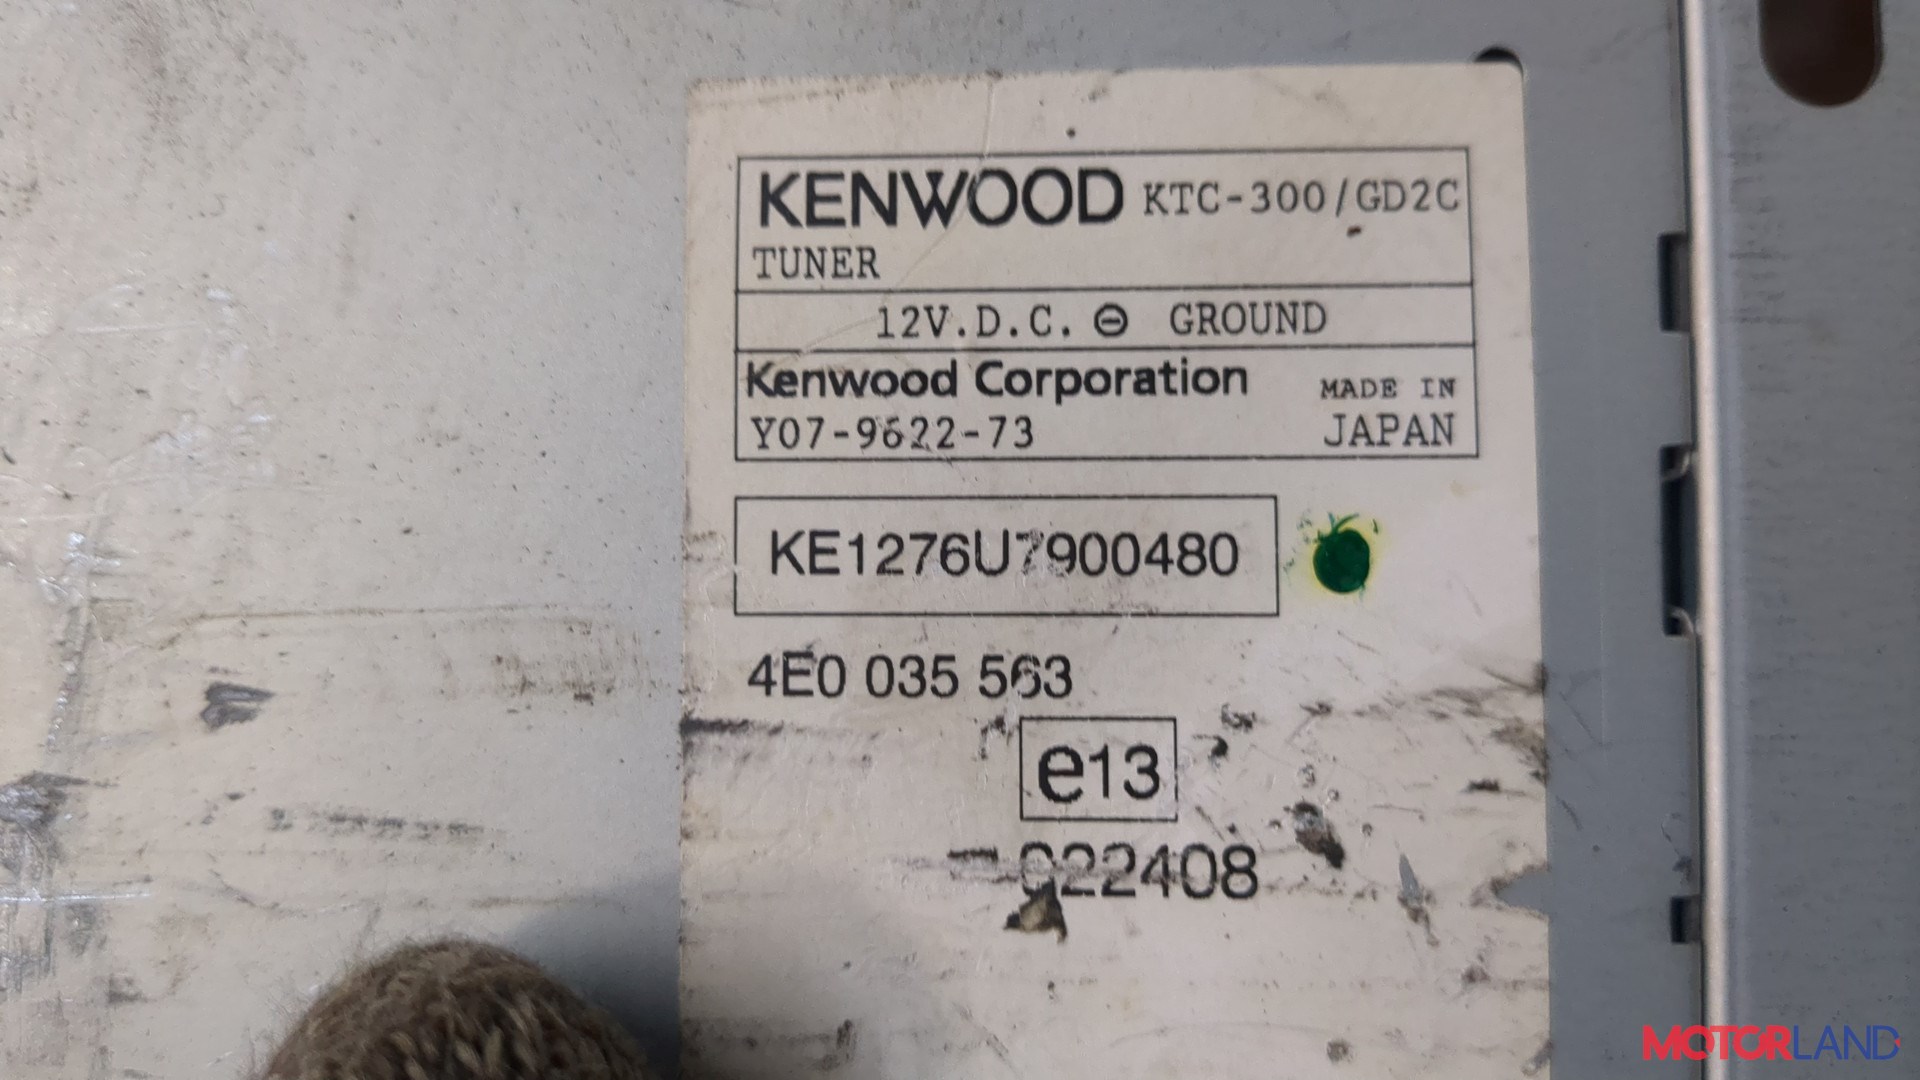 KENWOOD KTC-300/GD2C
TUNER
12V.D.C. ⊖ GROUND
Kenwood Corporation MADE IN
Y07-9622-73 JAPAN
KE1276U7900480
4E0 035 563
e13
022408
MOTORLAND